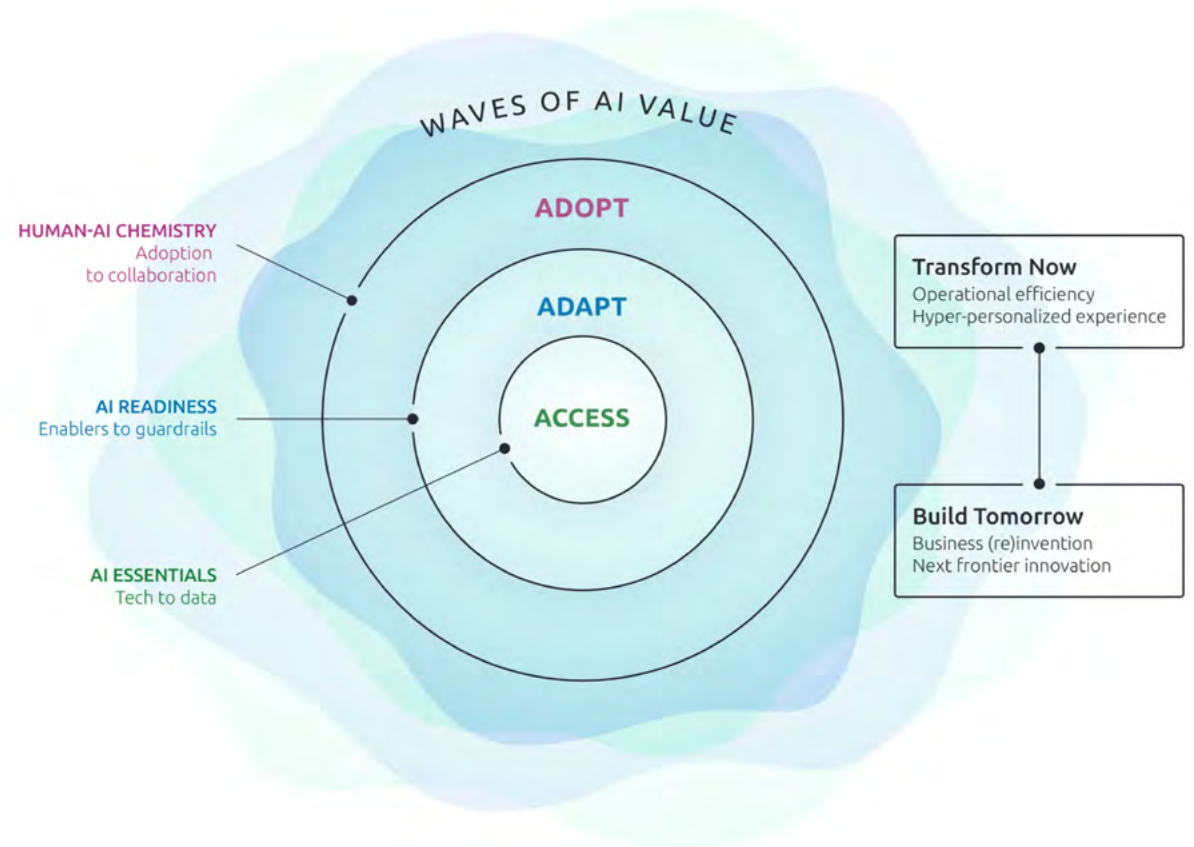 WAVES OF AI VALUE
ADOPT
ADAPT
ACCESS
HUMAN-AI CHEMISTRY
Adoption
to collaboration
AI READINESS
Enablers to guardrails
AI ESSENTIALS
Tech to data
Transform Now
Operational efficiency
Hyper-personalized experience
Build Tomorrow
Business (re)invention
Next frontier innovation